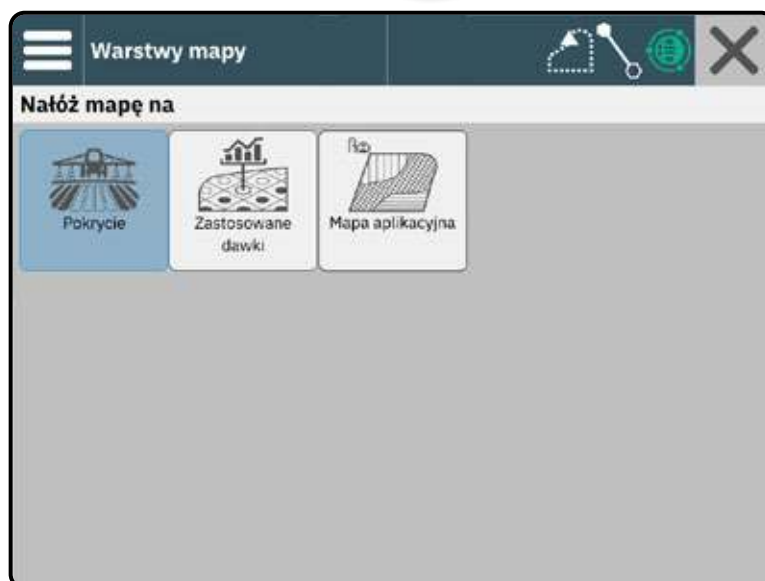 Warstwy mapy
Nałóż mapę na
Pokrycie
Zastosowane
dawki
Mapa aplikacyjna